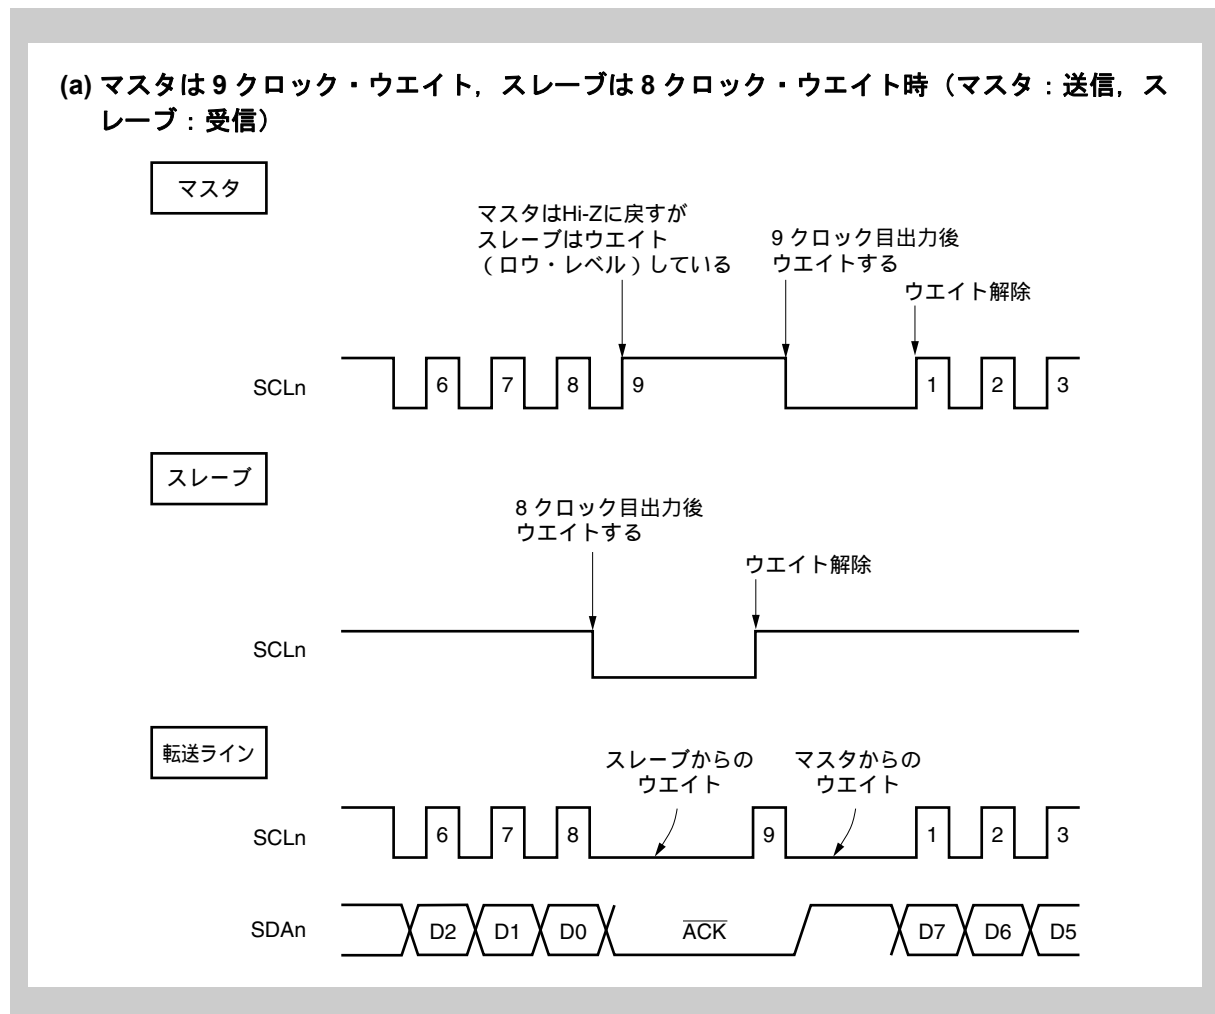 (a) マスタは 9 クロック・ウエイト，スレーブは 8 クロック・ウエイト時（マスタ：送信，ス
レーブ：受信）
マスタ
マスタはHi-Zに戻すが
スレーブはウエイト
（ロウ・レベル）している
9 クロック目出力後
ウエイトする
ウエイト解除
SCLn 6 7 8 9 1 2 3
スレーブ
8 クロック目出力後
ウエイトする
ウエイト解除
SCLn
転送ライン
スレーブからの
ウエイト
マスタからの
ウエイト
SCLn 6 7 8 9 1 2 3
SDAn D2 D1 D0 A̅C̅K̅ D7 D6 D5